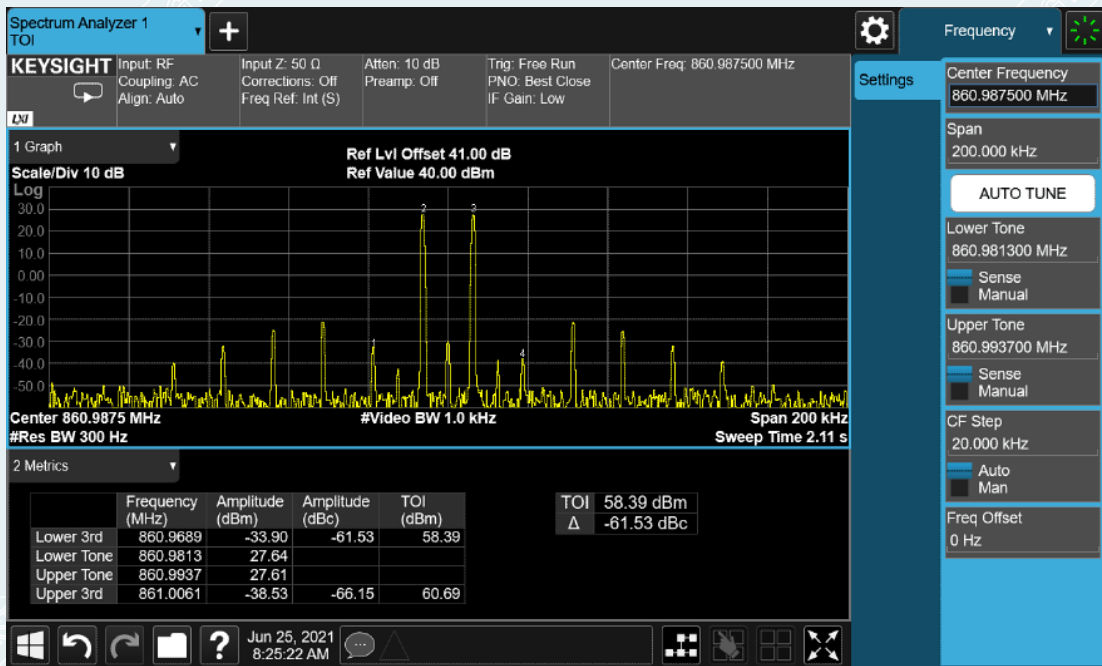 Spectrum Analyzer 1
TOI
+
Frequency
KEYSIGHT
Input: RF
Coupling: AC
Align: Auto
Input Z: 50 Ω
Corrections: Off
Freq Ref: Int (S)
Atten: 10 dB
Preamp: Off
Trig: Free Run
PNO: Best Close
IF Gain: Low
Center Freq: 860.987500 MHz
LXI
1 Graph
Scale/Div 10 dB
Ref Lvl Offset 41.00 dB
Ref Value 40.00 dBm
Log
30.0
20.0
10.0
0.00
-10.0
-20.0
-30.0
-40.0
-50.0
2
3
1
4
Center 860.9875 MHz
#Video BW 1.0 kHz
Span 200 kHz
#Res BW 300 Hz
Sweep Time 2.11 s
2 Metrics
Frequency (MHz) Amplitude (dBm) Amplitude (dBc) TOI (dBm)
Lower 3rd 860.9689 -33.90 -61.53 58.39
Lower Tone 860.9813 27.64
Upper Tone 860.9937 27.61
Upper 3rd 861.0061 -38.53 -66.15 60.69
TOI 58.39 dBm
Δ -61.53 dBc
Settings
Center Frequency
860.987500 MHz
Span
200.000 kHz
AUTO TUNE
Lower Tone
860.981300 MHz
Sense
Manual
Upper Tone
860.993700 MHz
Sense
Manual
CF Step
20.000 kHz
Auto
Man
Freq Offset
0 Hz
?
Jun 25, 2021
8:25:22 AM